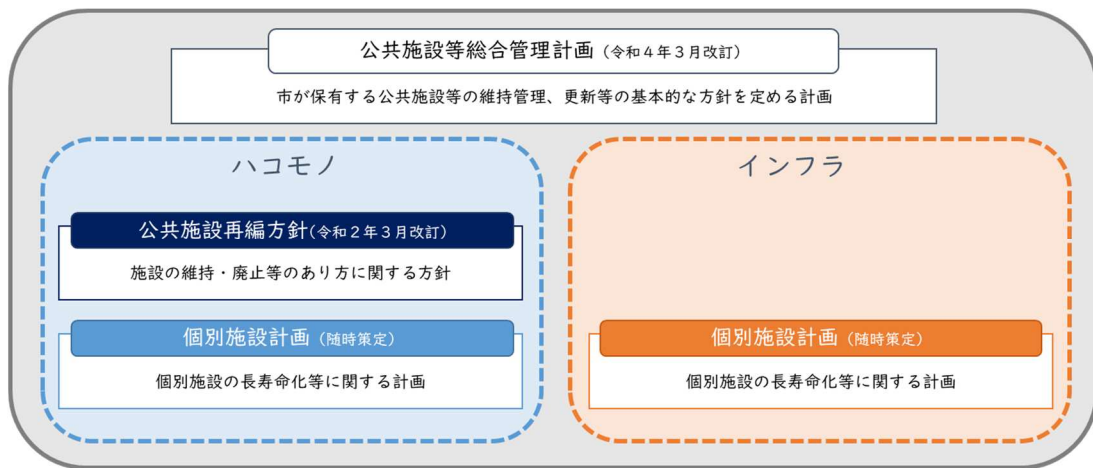 公共施設等総合管理計画（令和４年３月改訂）
市が保有する公共施設等の維持管理、更新等の基本的な方針を定める計画
ハコモノ
公共施設再編方針(令和２年３月改訂）
施設の維持・廃止等のあり方に関する方針
個別施設計画（随時策定）
個別施設の長寿命化等に関する計画
インフラ
個別施設計画（随時策定）
個別施設の長寿命化等に関する計画